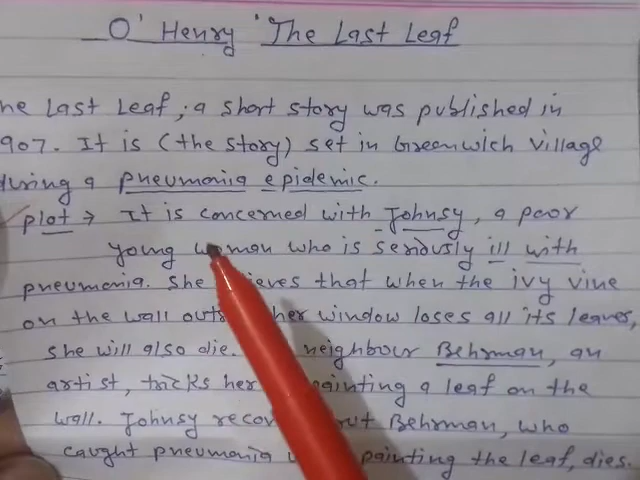 O' Henry 'The Last Leaf
he Last Leaf; a short story was published in
907. It is (the story) set in Greenwich village
during a pneumonia epidemic.
plot → It is concerned with Johnsy, a poor
young woman who is seriously ill with
pneumonia. She believes that when the ivy vine
on the wall outs her window loses all its leaves,
she will also die. neighbour Behrman, an
artist, tricks her painting a leaf on the
wall. Johnsy recov but Behrman, who
caught pneumonia painting the leaf, dies.